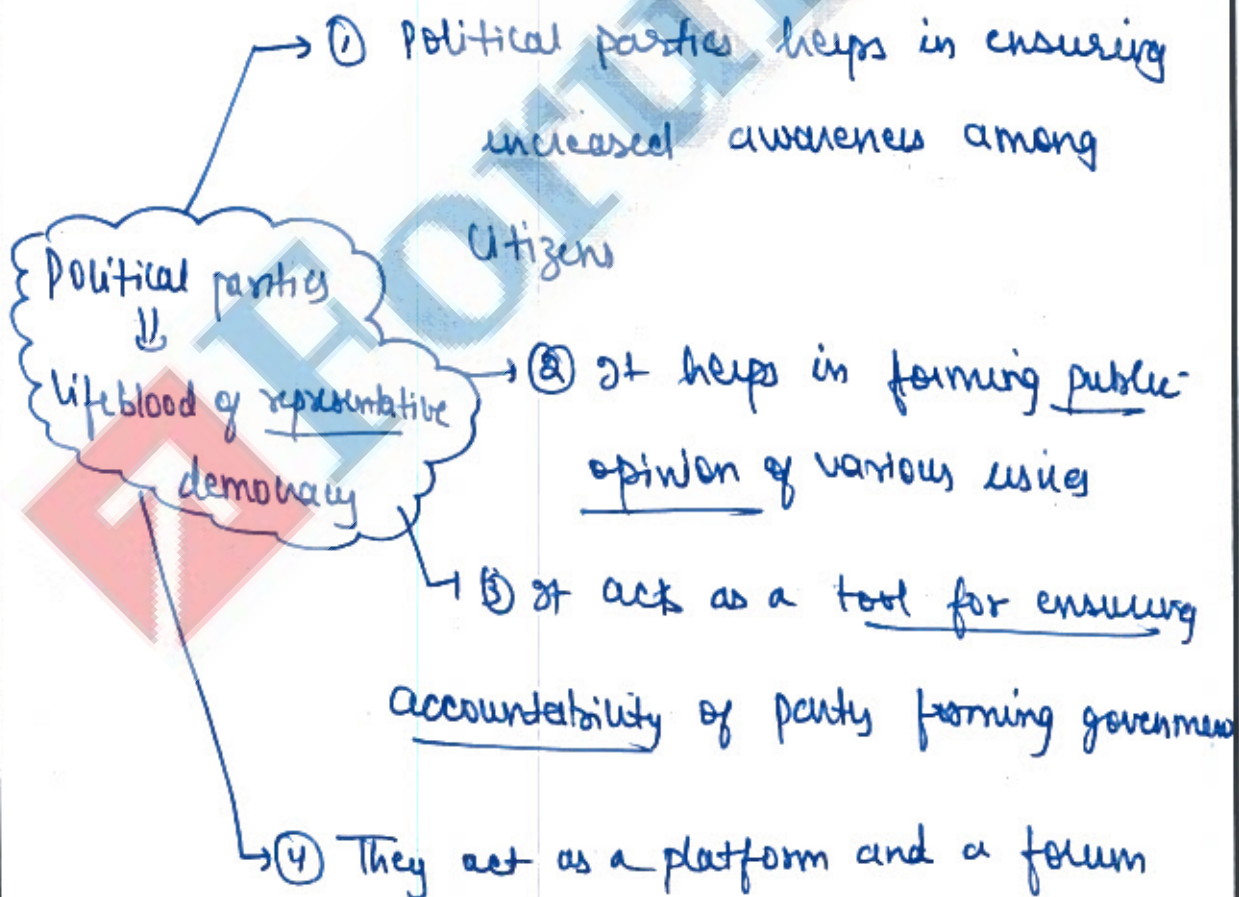 ① Political parties helps in ensuring
increased awareness among
Citizens
Political parties
⇓
Lifeblood of representative
democracy
② It helps in forming public-
opinion of various issues
③ It acts as a tool for ensuring
accountability of party forming government
④ They act as a platform and a forum
Forum